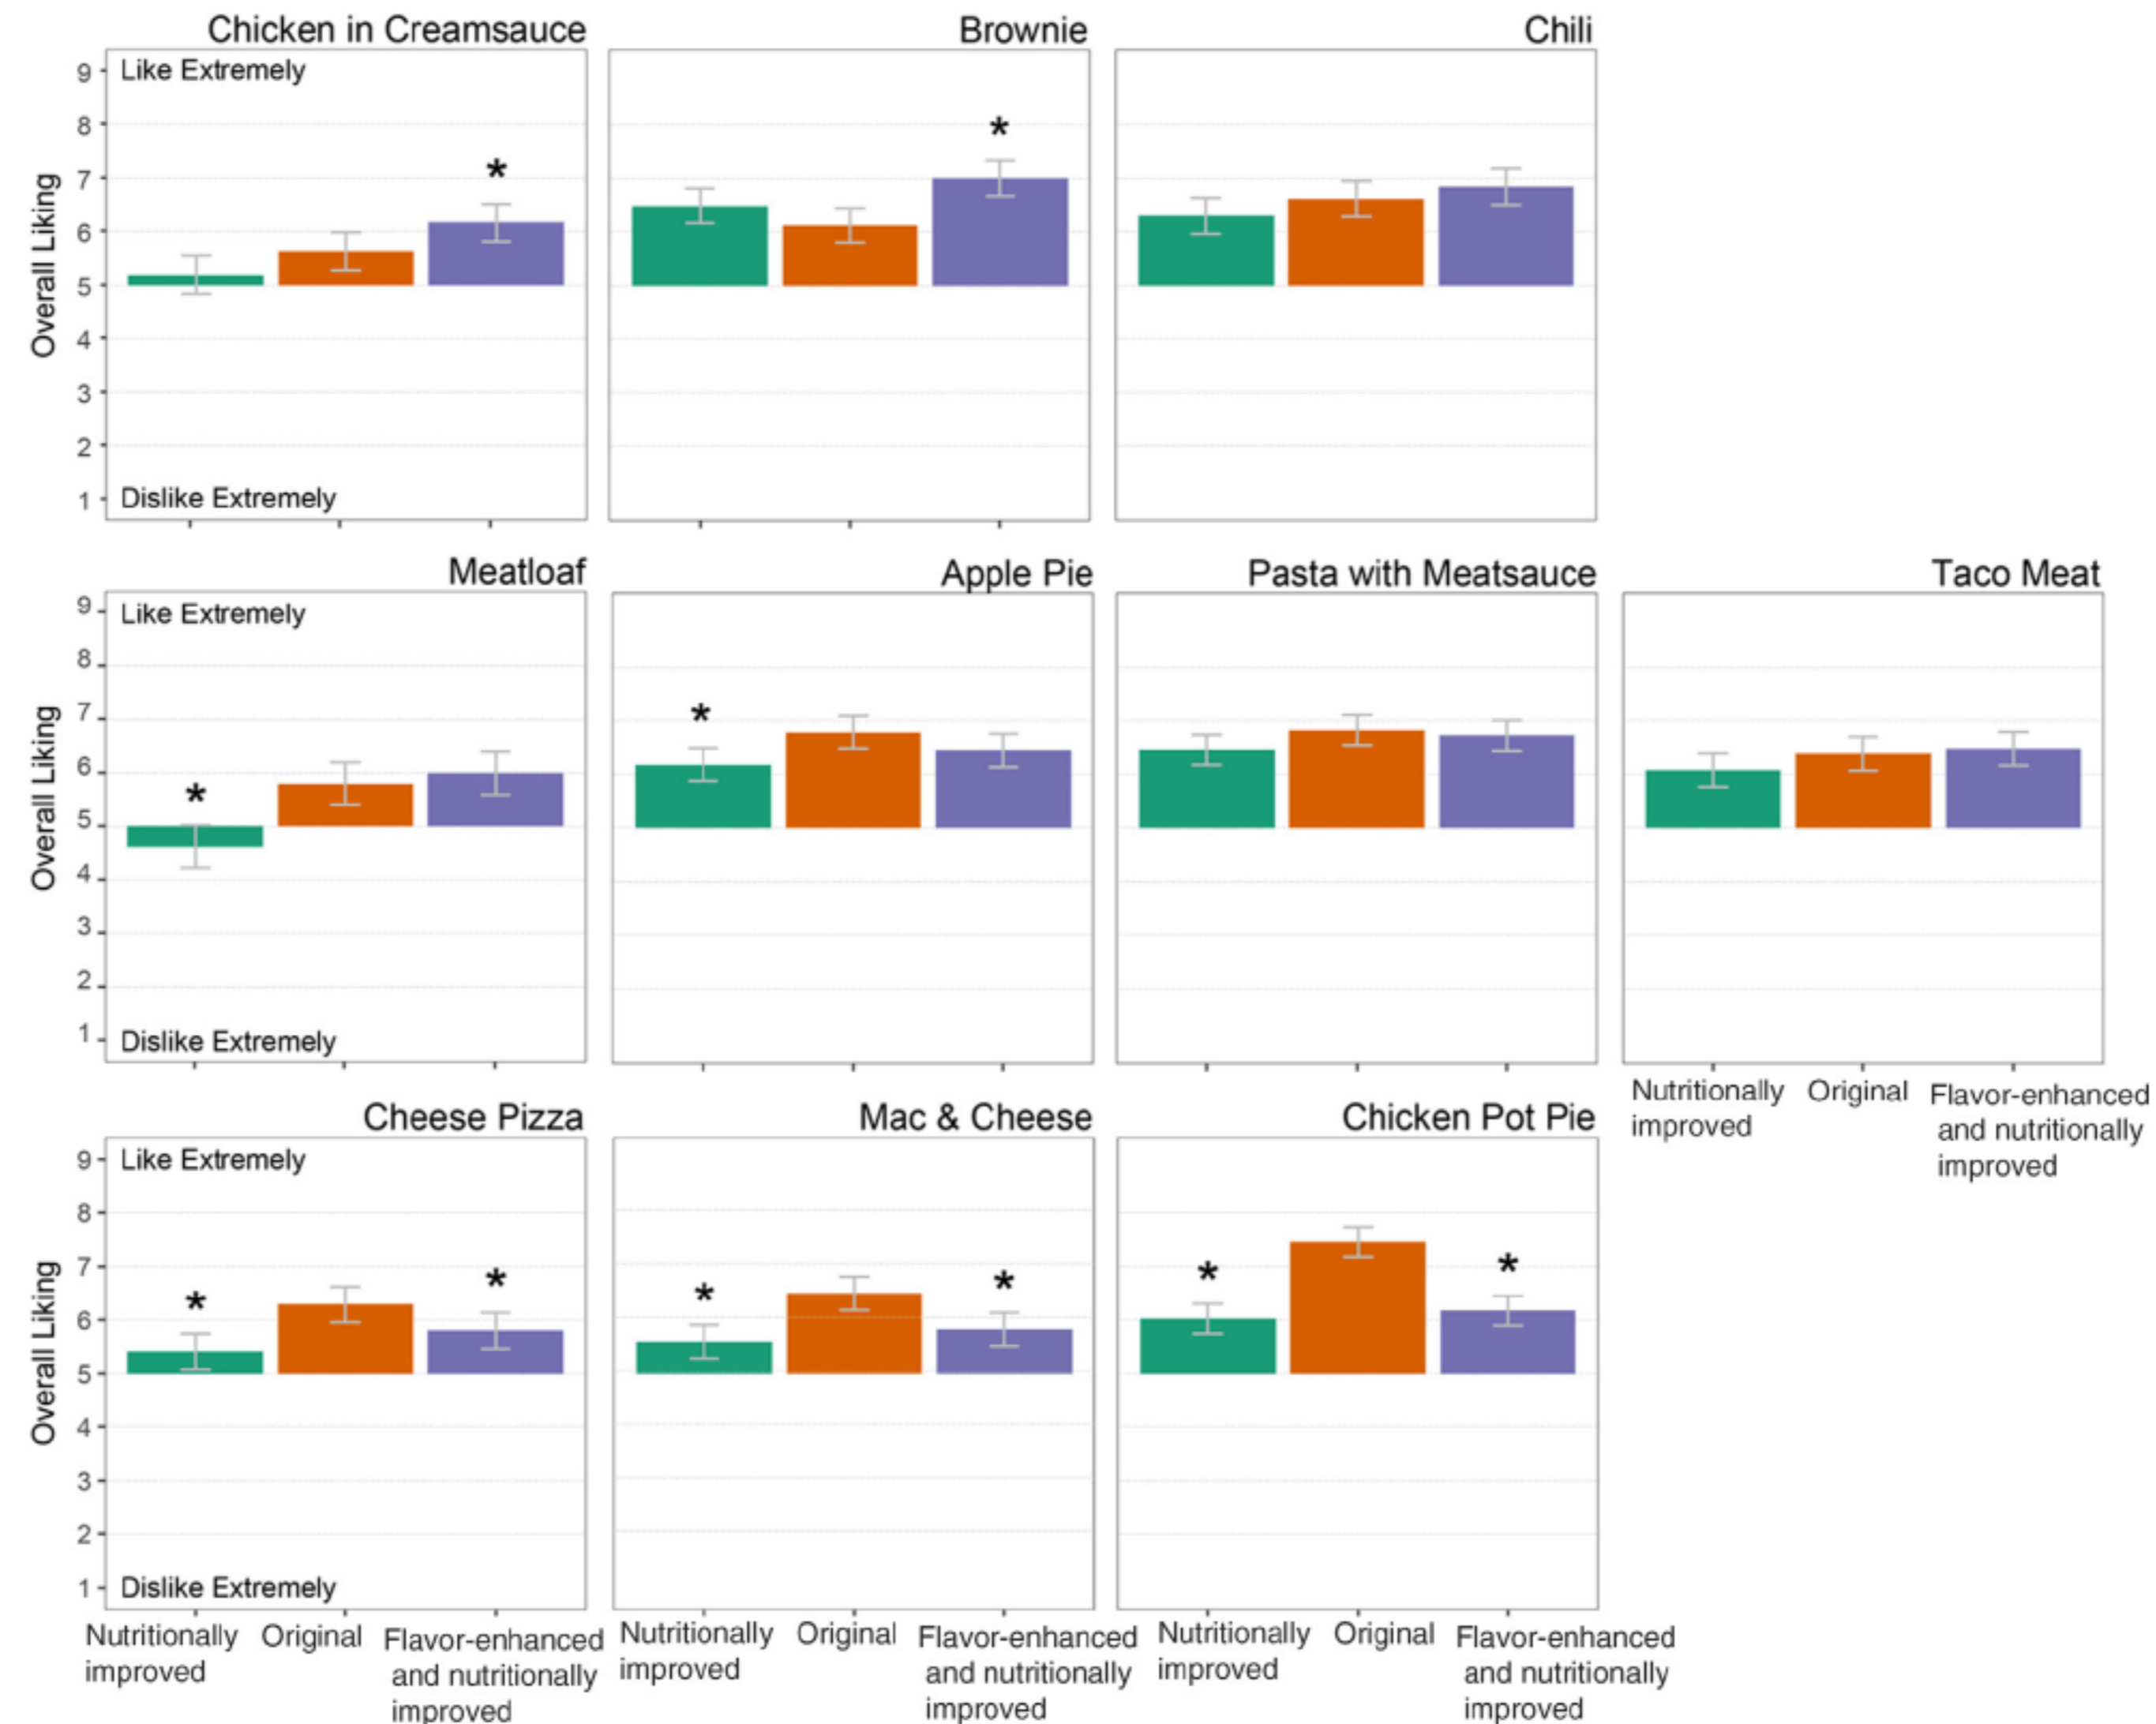 Chicken in Creamsauce
Brownie
Chili
Overall Liking
9
Like Extremely
8
*
7
*
6
5
4
3
2
1
Dislike Extremely
Meatloaf
Apple Pie
Pasta with Meatsauce
Taco Meat
Overall Liking
9
Like Extremely
8
7
*
6
*
5
4
3
2
1
Dislike Extremely
Nutritionally
improved
Original
Flavor-enhanced
and nutritionally
improved
Cheese Pizza
Mac & Cheese
Chicken Pot Pie
Overall Liking
9
Like Extremely
8
7
*
*
*
*
*
*
6
5
4
3
2
1
Dislike Extremely
Nutritionally
improved
Original
Flavor-enhanced
and nutritionally
improved
Nutritionally
improved
Original
Flavor-enhanced
and nutritionally
improved
Nutritionally
improved
Original
Flavor-enhanced
and nutritionally
improved